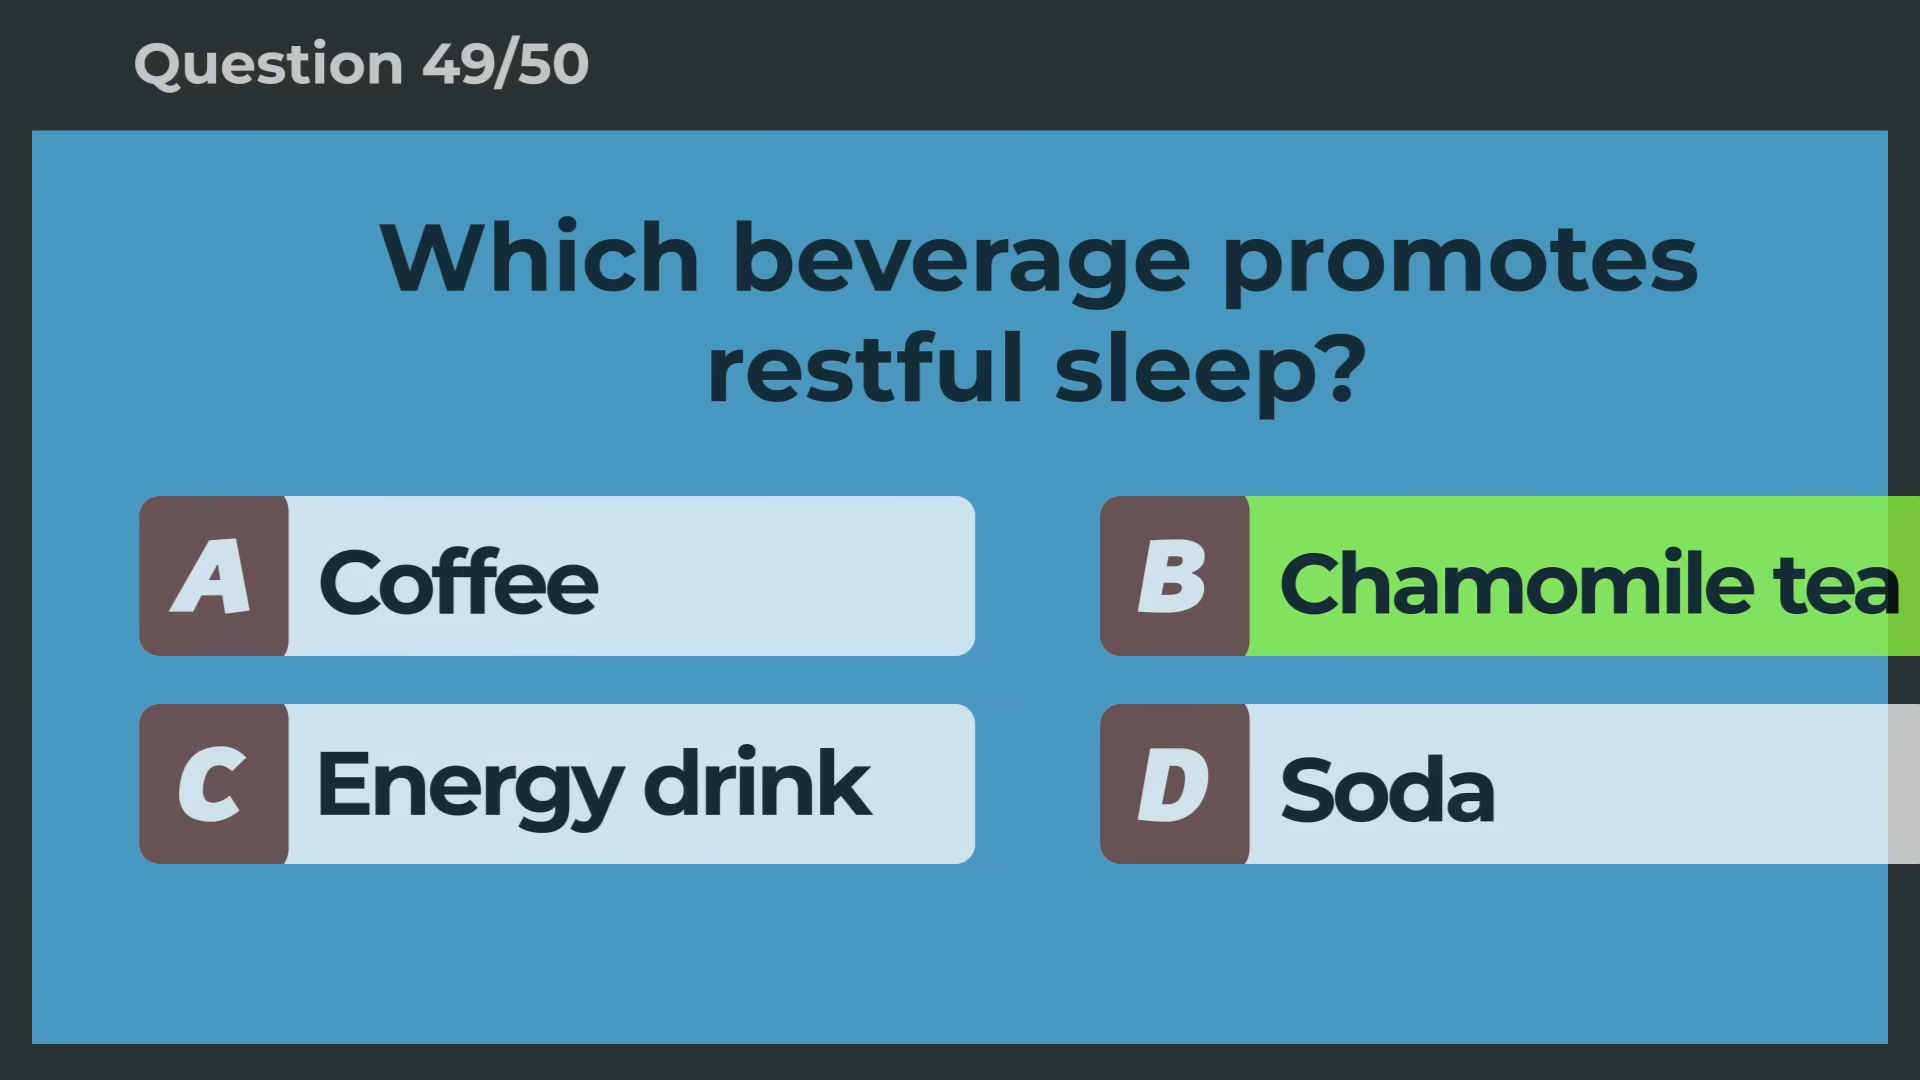 Question 49/50
Which beverage promotes
restful sleep?
A Coffee
B Chamomile tea
C Energy drink
D Soda